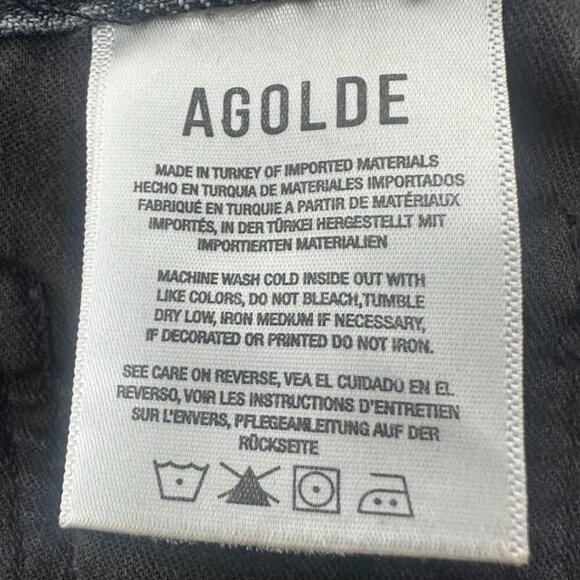 AGOLDE
MADE IN TURKEY OF IMPORTED MATERIALS
HECHO EN TURQUIA DE MATERIALES IMPORTADOS
FABRIQUÉ EN TURQUIE A PARTIR DE MATÉRIAUX
IMPORTÉS, IN DER TÜRKEI HERGESTELLT MIT
IMPORTIERTEN MATERIALIEN
MACHINE WASH COLD INSIDE OUT WITH
LIKE COLORS, DO NOT BLEACH,TUMBLE
DRY LOW, IRON MEDIUM IF NECESSARY,
IF DECORATED OR PRINTED DO NOT IRON.
SEE CARE ON REVERSE, VEA EL CUIDADO EN EL
REVERSO, VOIR LES INSTRUCTIONS D'ENTRETIEN
SUR L'ENVERS, PFLEGEANLEITUNG AUF DER
RÜCKSEITE